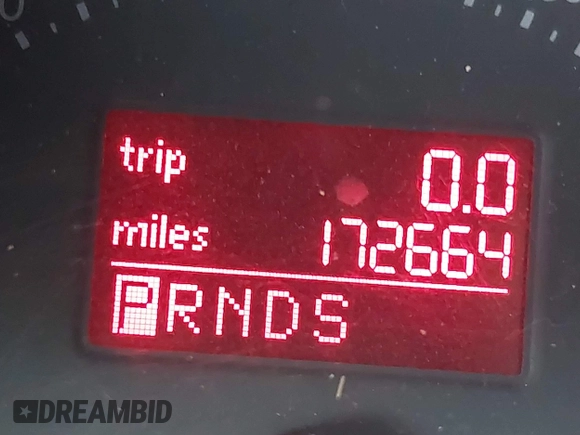 trip 0.0
miles 172664
PRNDS
DREAMBID